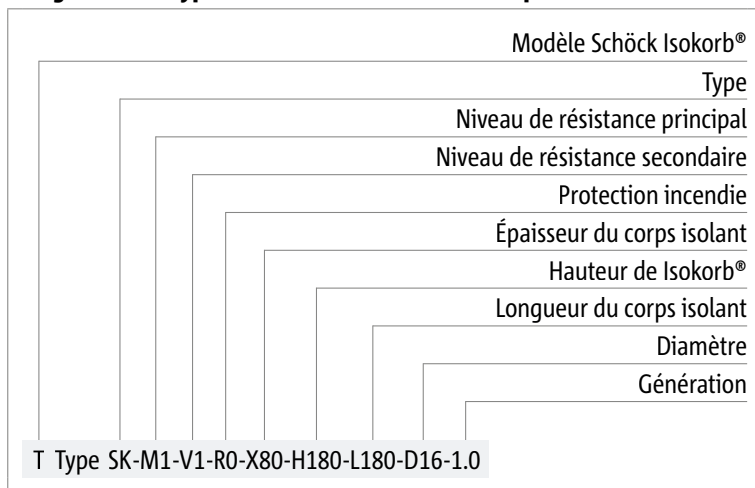 Modèle Schöck Isokorb®
Type
Niveau de résistance principal
Niveau de résistance secondaire
Protection incendie
Épaisseur du corps isolant
Hauteur de Isokorb®
Longueur du corps isolant
Diamètre
Génération
T Type SK-M1-V1-R0-X80-H180-L180-D16-1.0